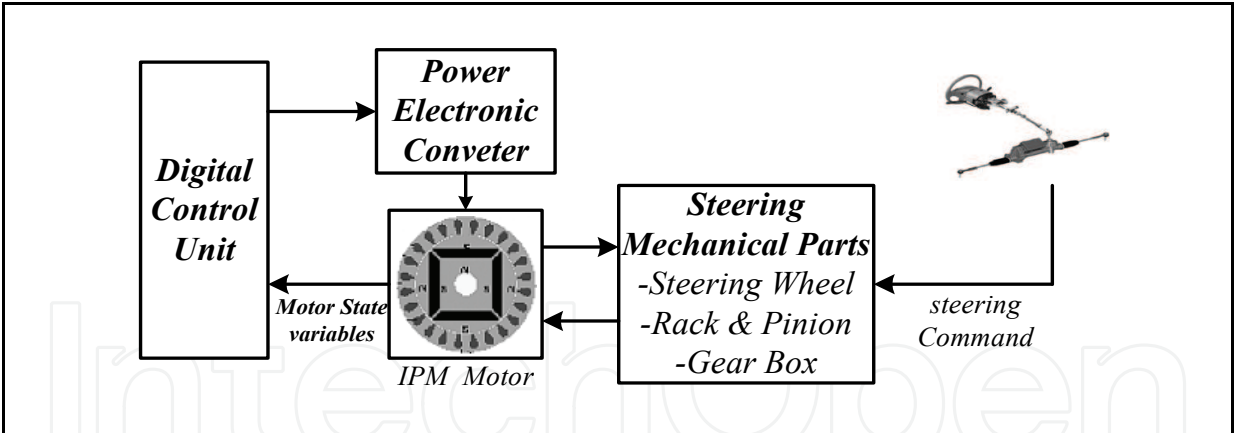 Power
Electronic
Conveter
Digital
Control
Unit
Steering
Mechanical Parts
-Steering Wheel
-Rack & Pinion
-Gear Box
Motor State
variables
IPM Motor
steering
Command
IntechOpen